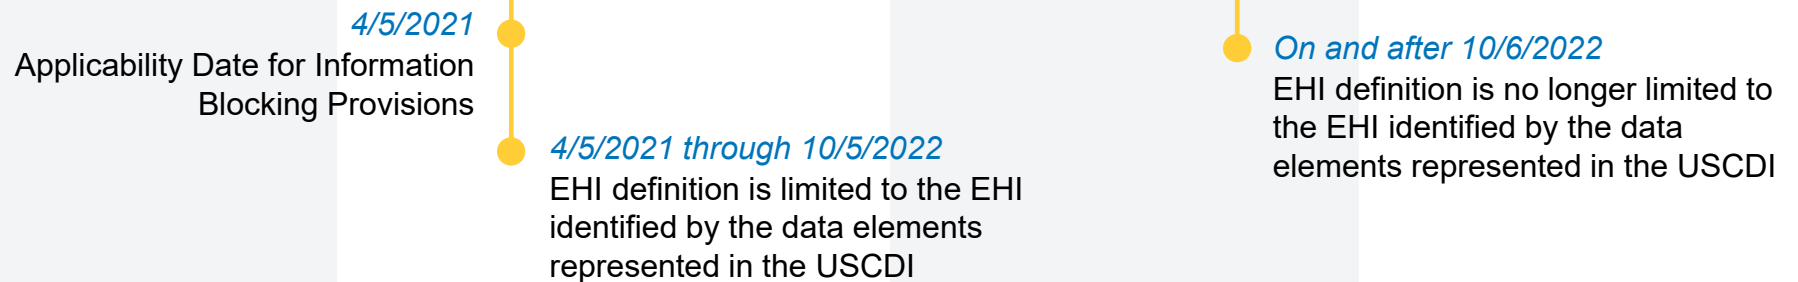 4/5/2021
Applicability Date for Information
Blocking Provisions
4/5/2021 through 10/5/2022
EHI definition is limited to the EHI
identified by the data elements
represented in the USCDI
On and after 10/6/2022
EHI definition is no longer limited to
the EHI identified by the data
elements represented in the USCDI